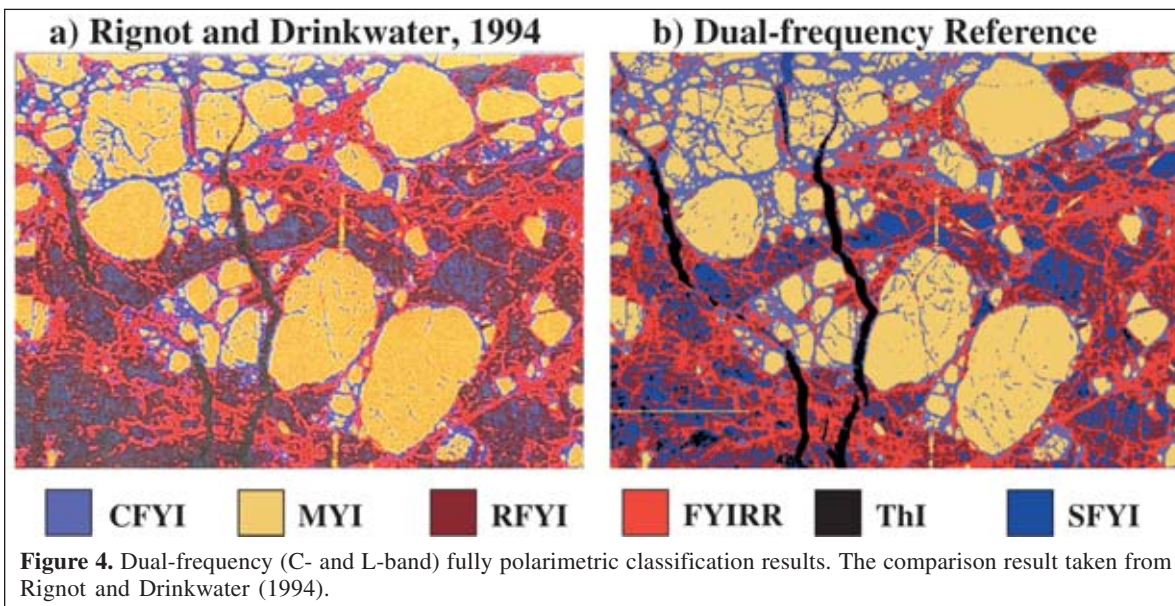 a) Rignot and Drinkwater, 1994
b) Dual-frequency Reference
CFYI MYI RFYI FYIRR ThI SFYI
Figure 4. Dual-frequency (C- and L-band) fully polarimetric classification results. The comparison result taken from
Rignot and Drinkwater (1994).